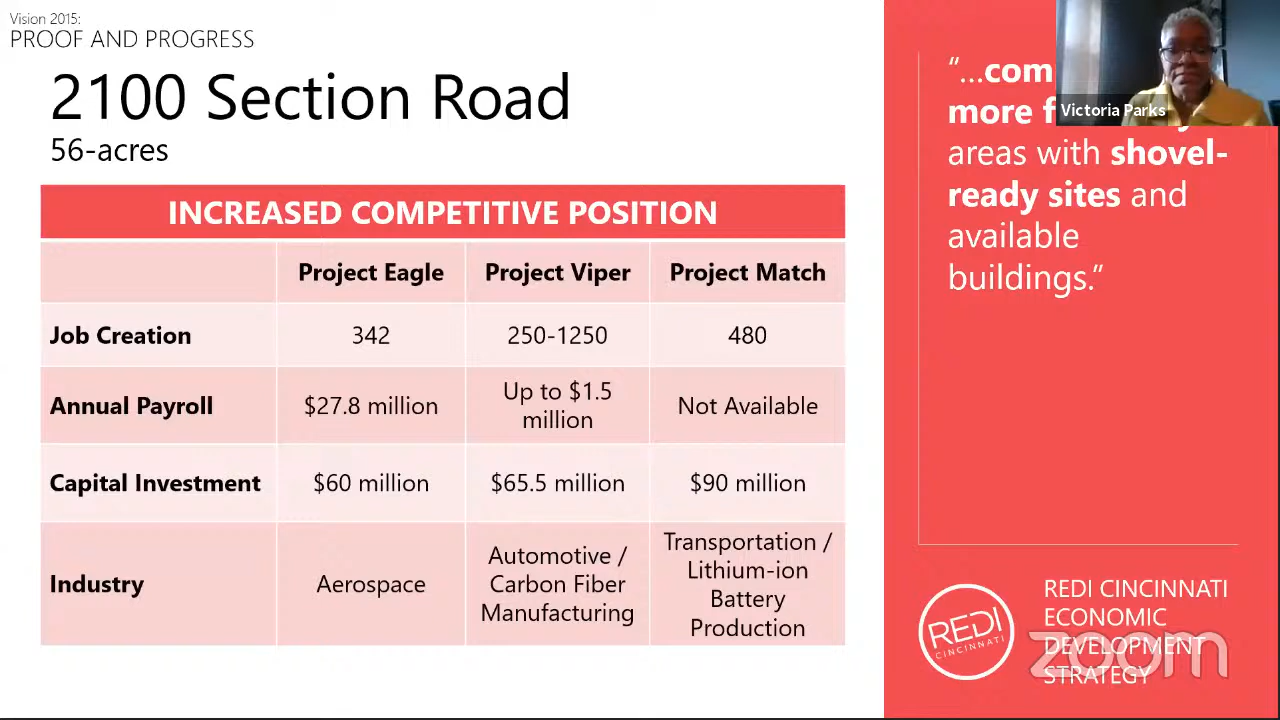 Vision 2015:
PROOF AND PROGRESS
2100 Section Road
56-acres
INCREASED COMPETITIVE POSITION
Project Eagle Project Viper Project Match
Job Creation 342 250-1250 480
Annual Payroll $27.8 million Up to $1.5 million Not Available
Capital Investment $60 million $65.5 million $90 million
Industry Aerospace Automotive / Carbon Fiber Manufacturing Transportation / Lithium-ion Battery Production
“...com
more
areas with shovel-
ready sites and
available
buildings.”
Victoria Parks
REDI
CINCINNATI
REDI CINCINNATI
ECONOMIC
DEVELOPMENT
STRATEGY
zoom